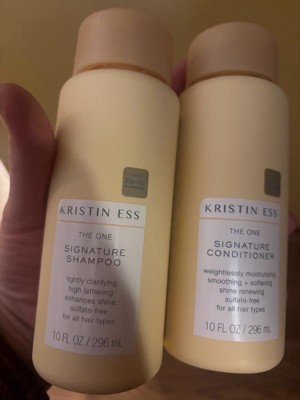 KRISTIN ESS
THE ONE
SIGNATURE
SHAMPOO
lightly clarifying
high lathering
enhances shine
sulfate-free
for all hair types
10 FL OZ / 296 mL
KRISTIN ESS
THE ONE
SIGNATURE
CONDITIONER
weightlessly moisturizing
smoothing + softening
shine renewing
sulfate-free
for all hair types
10 FL OZ / 296 mL